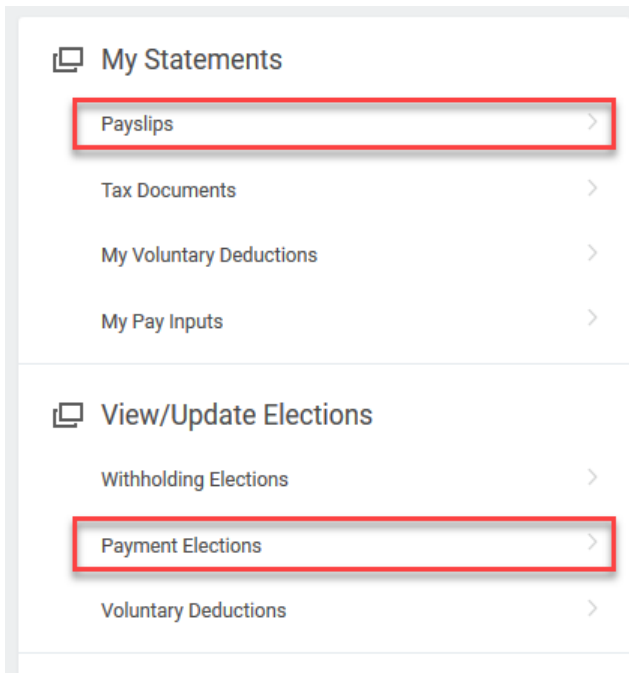 My Statements
Payslips
Tax Documents
My Voluntary Deductions
My Pay Inputs
View/Update Elections
Withholding Elections
Payment Elections
Voluntary Deductions